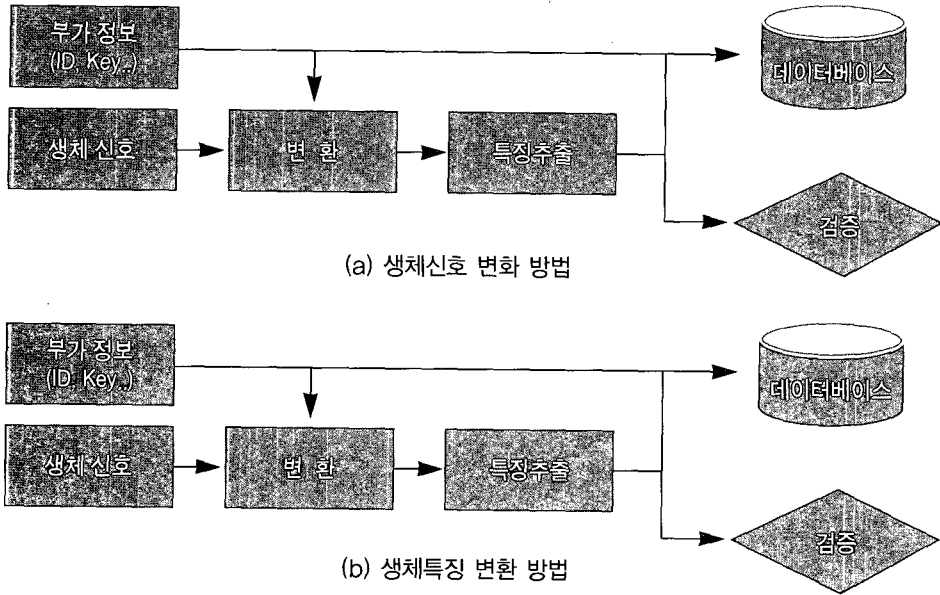 부가 정보
(ID, Key..)
데이터베이스
생체 신호
변 환
특징추출
검증
(a) 생체신호 변화 방법
부가 정보
(ID, Key..)
데이터베이스
생체 신호
변 환
특징추출
검증
(b) 생체특징 변환 방법